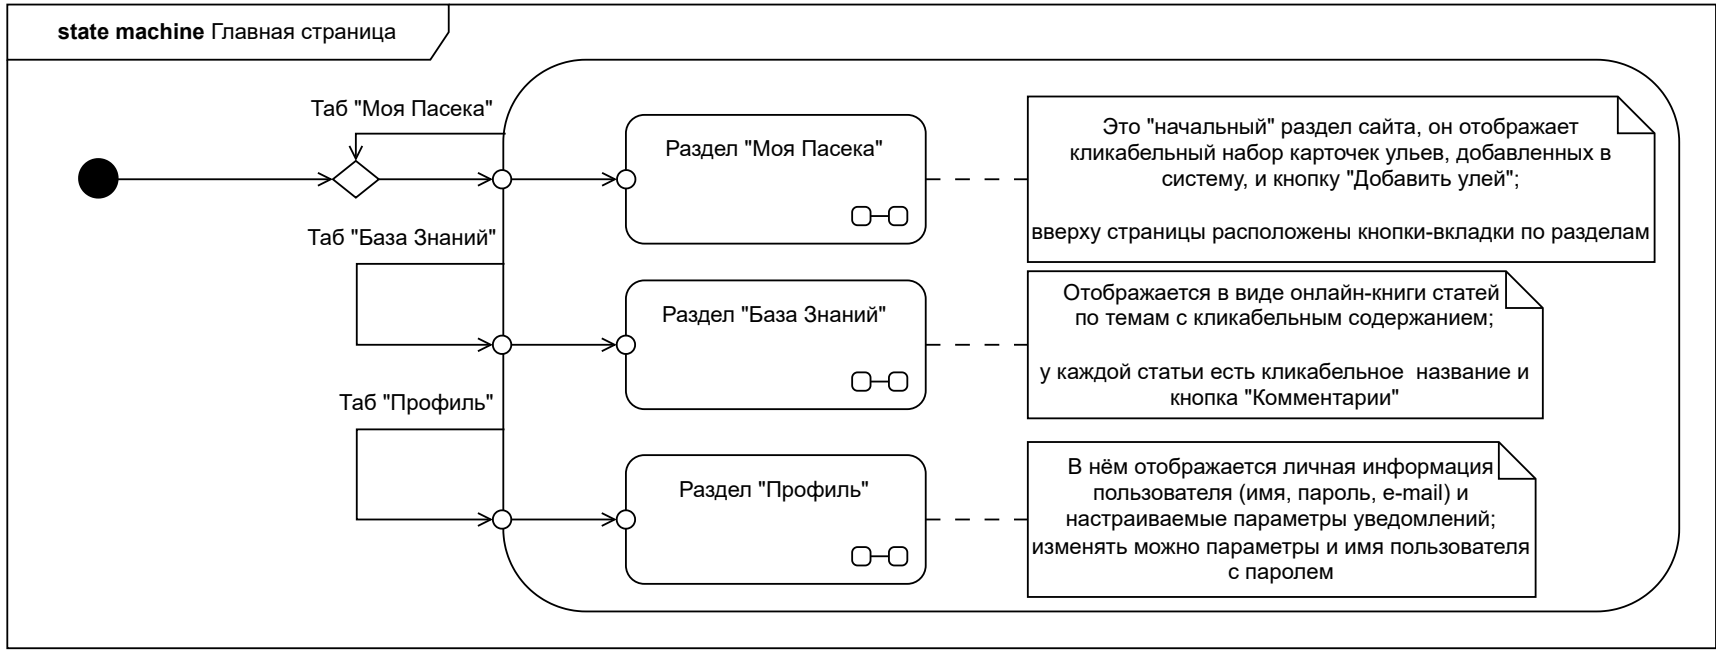 state machine Главная страница
Таб "Моя Пасека"
Раздел "Моя Пасека"
Это "начальный" раздел сайта, он отображает
кликабельный набор карточек ульев, добавленных в
систему, и кнопку "Добавить улей";
вверху страницы расположены кнопки-вкладки по разделам
Таб "База Знаний"
Раздел "База Знаний"
Отображается в виде онлайн-книги статей
по темам с кликабельным содержанием;
у каждой статьи есть кликабельное  название и
кнопка "Комментарии"
Таб "Профиль"
Раздел "Профиль"
В нём отображается личная информация
пользователя (имя, пароль, e-mail) и
настраиваемые параметры уведомлений;
изменять можно параметры и имя пользователя
с паролем